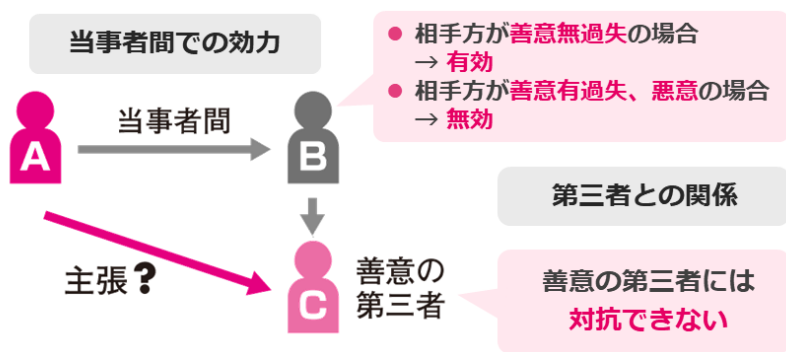 当事者間での効力
● 相手方が善意無過失の場合
→ 有効
● 相手方が善意有過失、悪意の場合
→ 無効
A
当事者間
B
第三者との関係
主張?
C
善意の
第三者
善意の第三者には
対抗できない